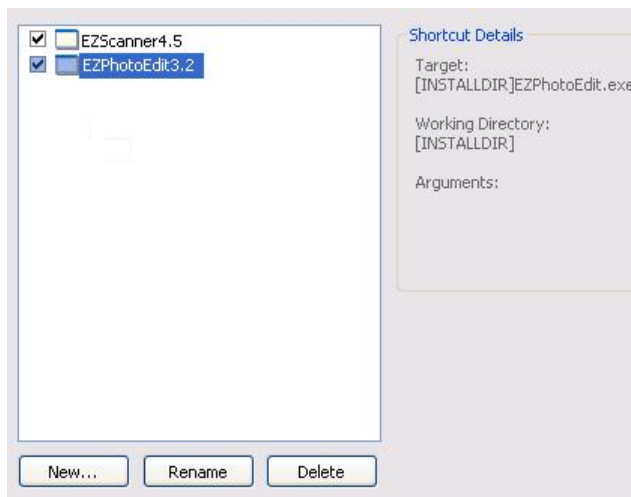 EZScanner4.5
EZPhotoEdit3.2
Shortcut Details
Target:
[INSTALLDIR]EZPhotoEdit.exe
Working Directory:
[INSTALLDIR]
Arguments:
New...
Rename
Delete